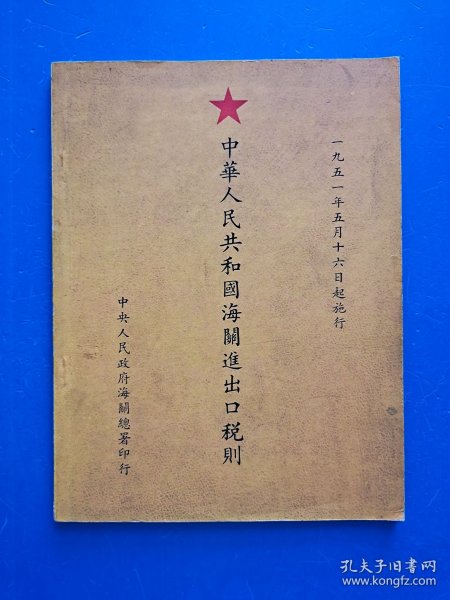 一九五一年五月十六日起施行
中華人民共和國海關進出口税則
中央人民政府海關總署印行
孔夫子旧书网
www.kongfz.com